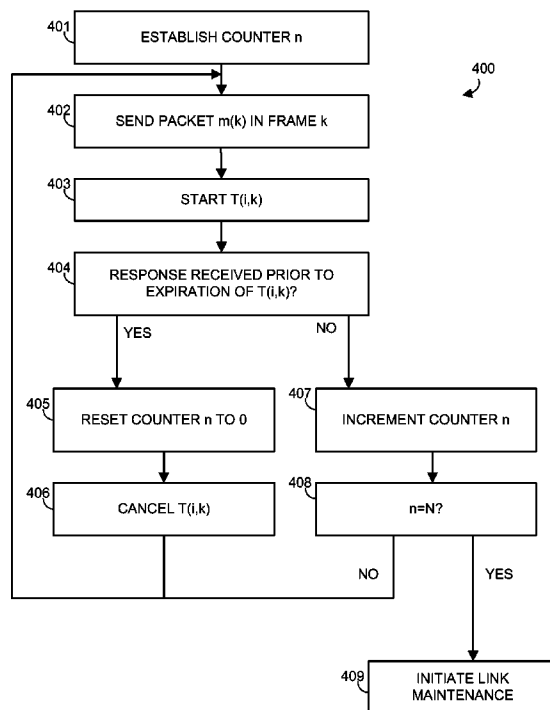 401
ESTABLISH COUNTER n
400
402
SEND PACKET m(k) IN FRAME k
403
START T(i,k)
404
RESPONSE RECEIVED PRIOR TO
EXPIRATION OF T(i,k)?
YES
NO
405
RESET COUNTER n TO 0
407
INCREMENT COUNTER n
406
CANCEL T(i,k)
408
n=N?
NO
YES
409
INITIATE LINK
MAINTENANCE